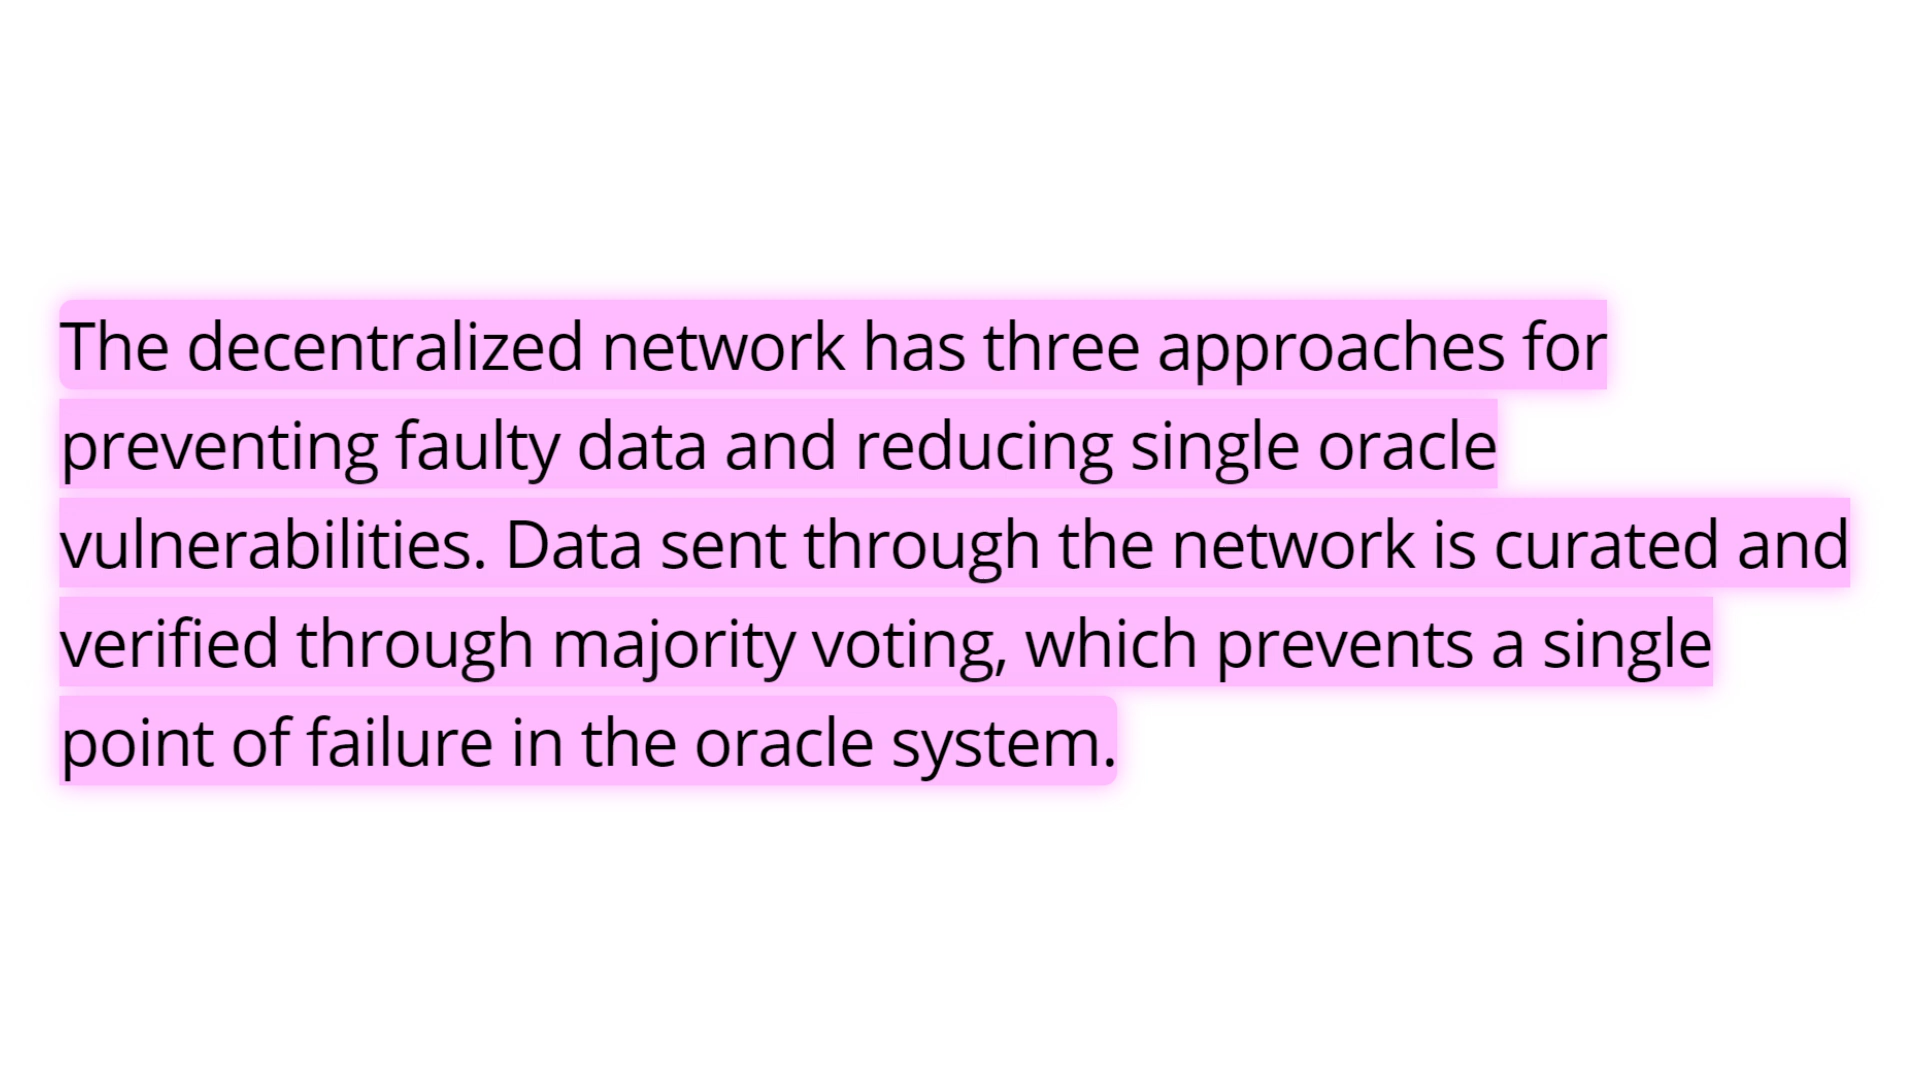 The decentralized network has three approaches for
preventing faulty data and reducing single oracle
vulnerabilities. Data sent through the network is curated and
verified through majority voting, which prevents a single
point of failure in the oracle system.